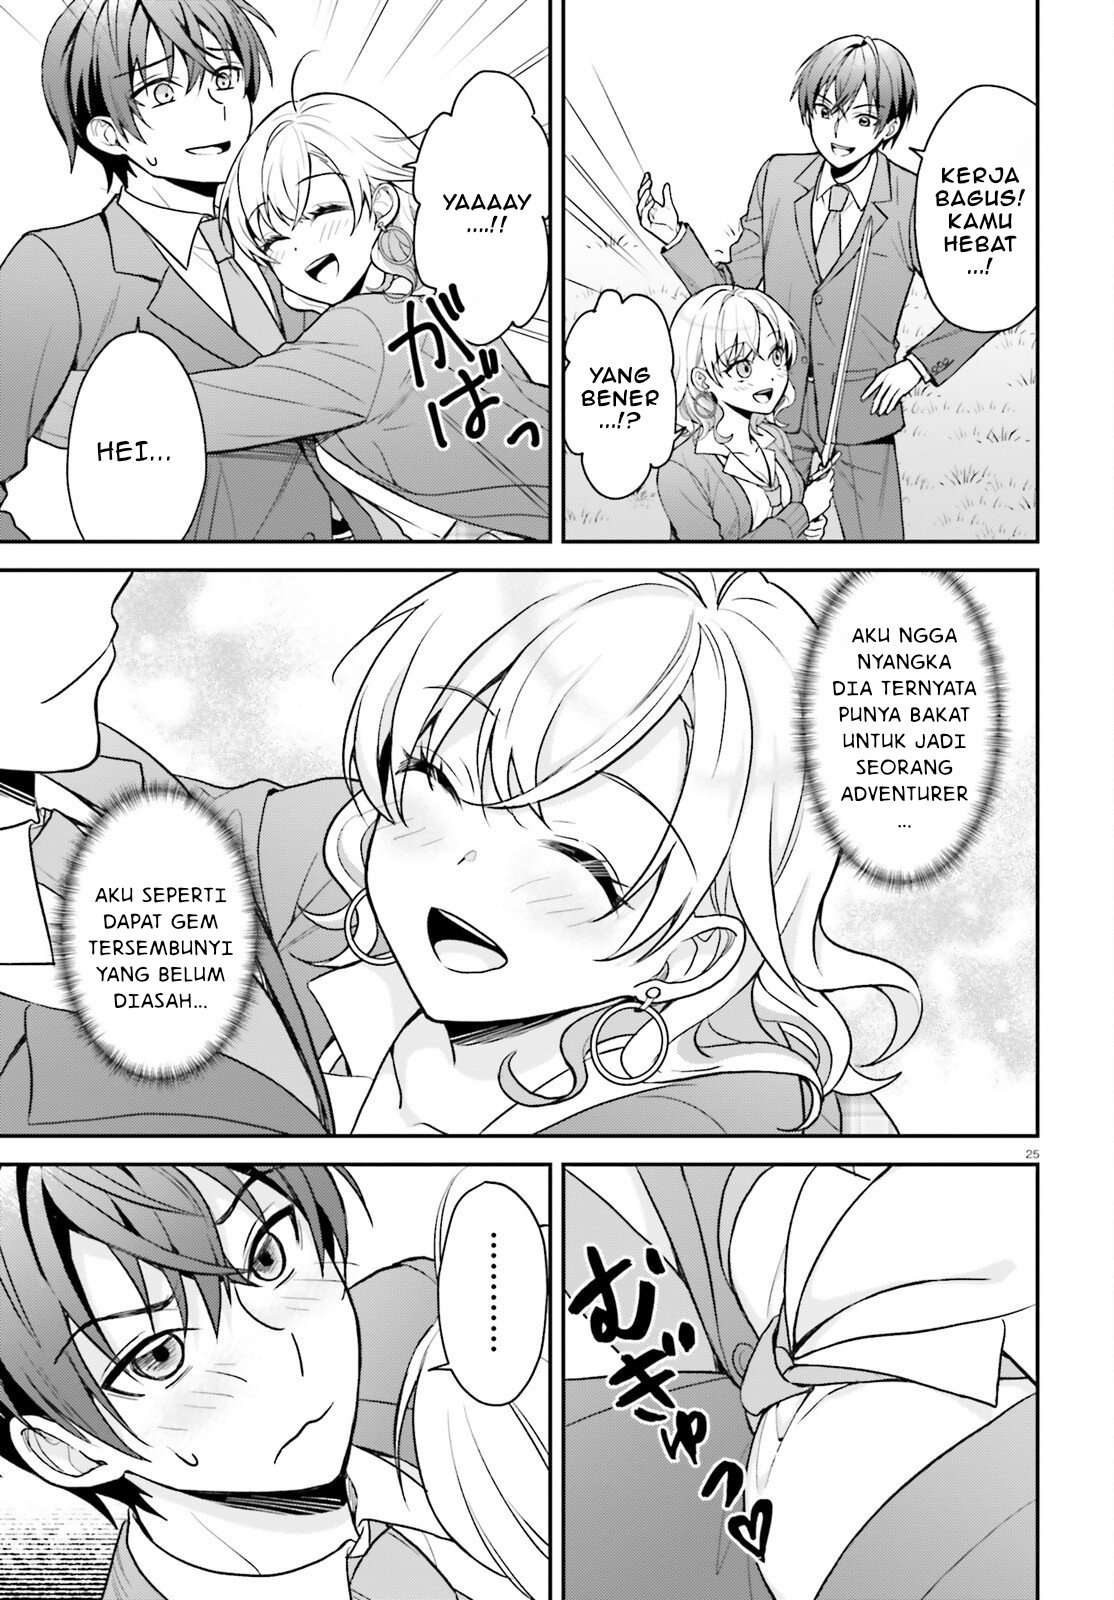 KERJA
BAGUS!
KAMU
HEBAT
...!
YANG
BENER
...!?
YAAAAY
....!!
がばっ
HEI...
AKU NGGA
NYANGKA
DIA TERNYATA
PUNYA BAKAT
UNTUK JADI
SEORANG
ADVENTURER
...
AKU SEPERTI
DAPAT GEM
TERSEMBUNYI
YANG BELUM
DIASAH...
25
むぎゅっ♡
.........